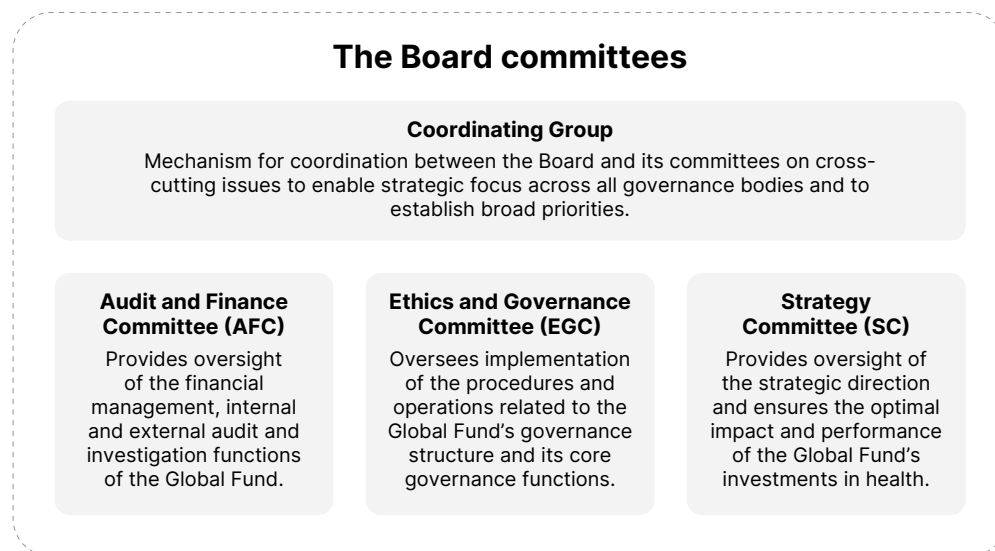 The Board committees
Coordinating Group
Mechanism for coordination between the Board and its committees on cross-
cutting issues to enable strategic focus across all governance bodies and to
establish broad priorities.
Audit and Finance
Committee (AFC)
Provides oversight
of the financial
management, internal
and external audit and
investigation functions
of the Global Fund.
Ethics and Governance
Committee (EGC)
Oversees implementation
of the procedures and
operations related to the
Global Fund’s governance
structure and its core
governance functions.
Strategy
Committee (SC)
Provides oversight of
the strategic direction
and ensures the optimal
impact and performance
of the Global Fund’s
investments in health.